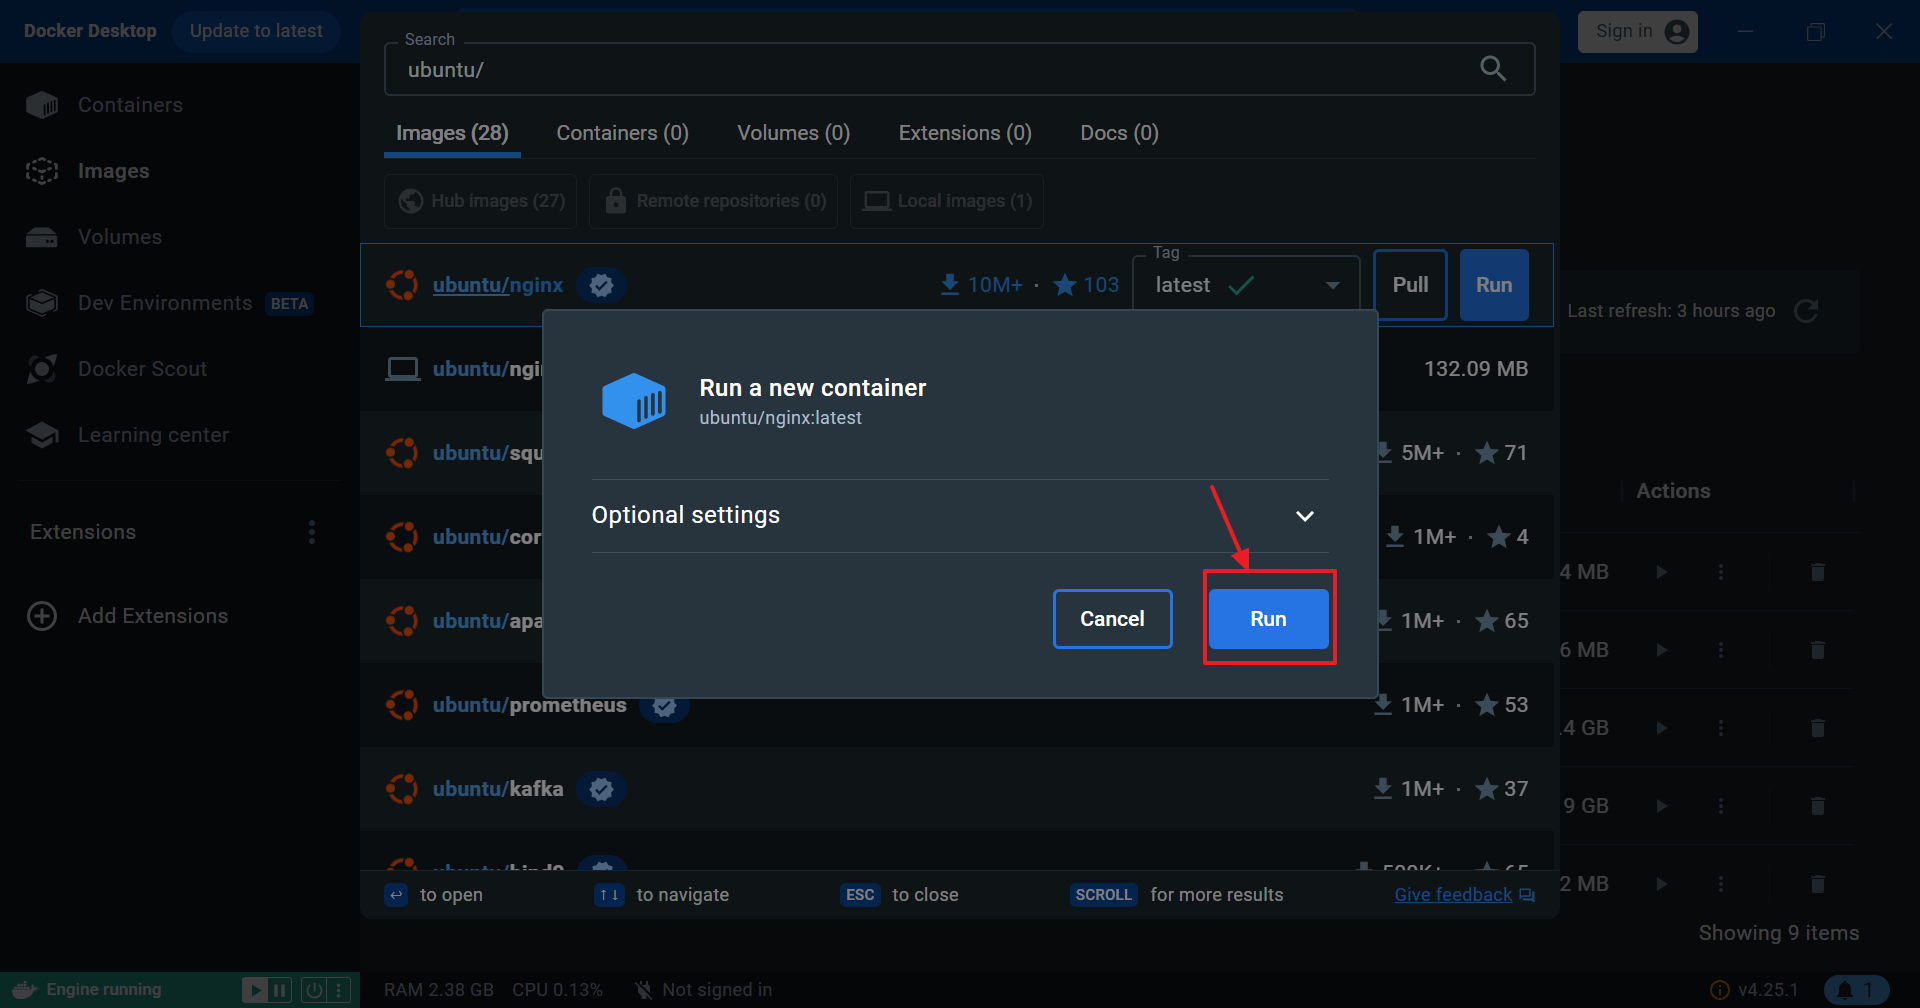 Docker Desktop
Update to latest
Sign in
Containers
Images
Volumes
Dev Environments BETA
Docker Scout
Learning center
Extensions
Add Extensions
Search
ubuntu/
Images (28) Containers (0) Volumes (0) Extensions (0) Docs (0)
Hub images (27) Remote repositories (0) Local images (1)
ubuntu/nginx 10M+ · 103
Tag
latest
Pull
Run
ubuntu/ngi 132.09 MB
ubuntu/squ 5M+ · 71
ubuntu/cor 1M+ · 4
ubuntu/apa 1M+ · 65
ubuntu/prometheus 1M+ · 53
ubuntu/kafka 1M+ · 37
Run a new container
ubuntu/nginx:latest
Optional settings
Cancel
Run
↑↓
to open to navigate ESC to close SCROLL for more results Give feedback
Last refresh: 3 hours ago
Actions
4 MB
6 MB
.4 GB
9 GB
2 MB
Showing 9 items
Engine running
RAM 2.38 GB CPU 0.13% Not signed in
v4.25.1
1